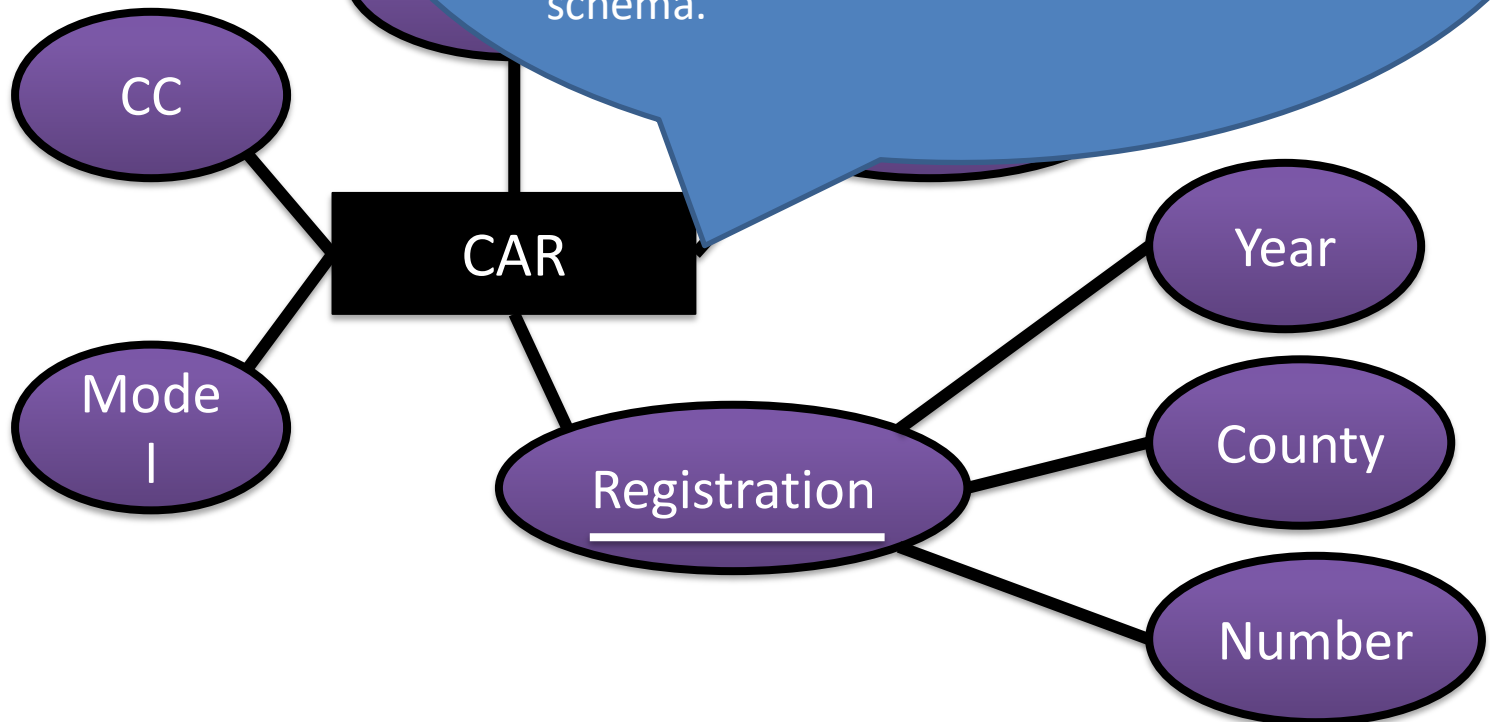 schema.
CC
CAR
Year
Mode
l
County
Registration
Number